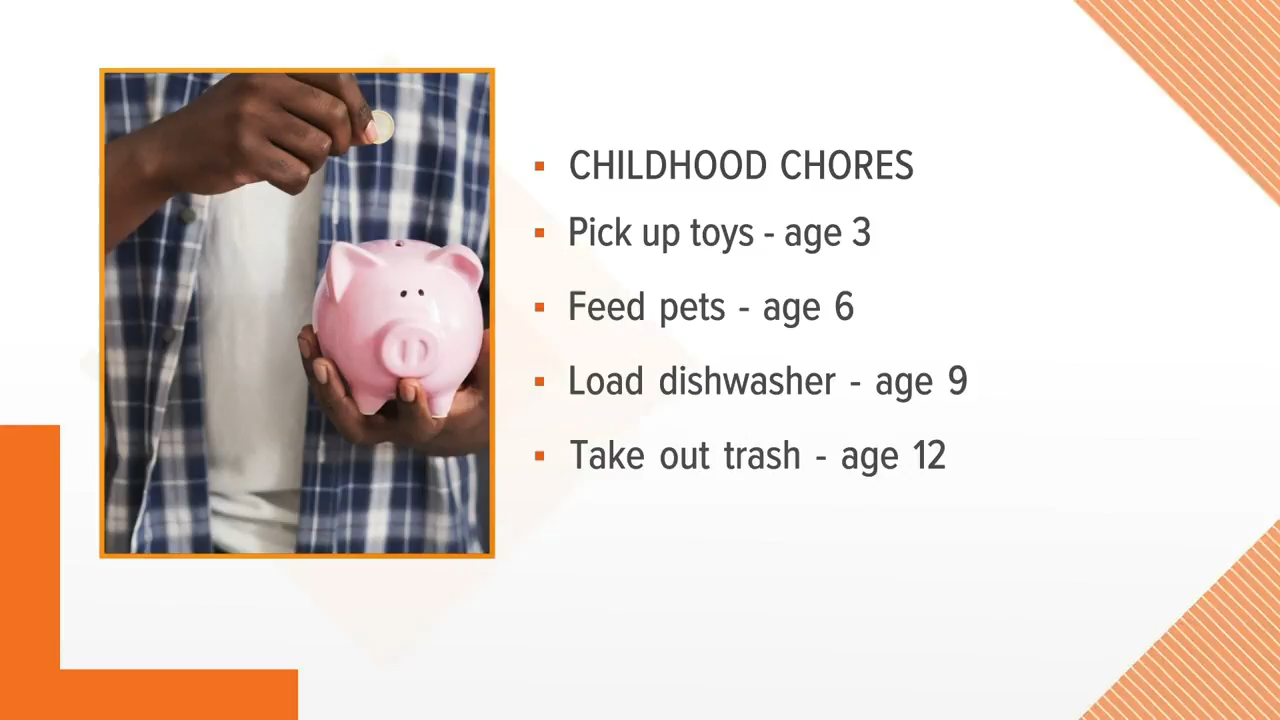 CHILDHOOD CHORES
Pick up toys - age 3
Feed pets - age 6
Load dishwasher - age 9
Take out trash - age 12